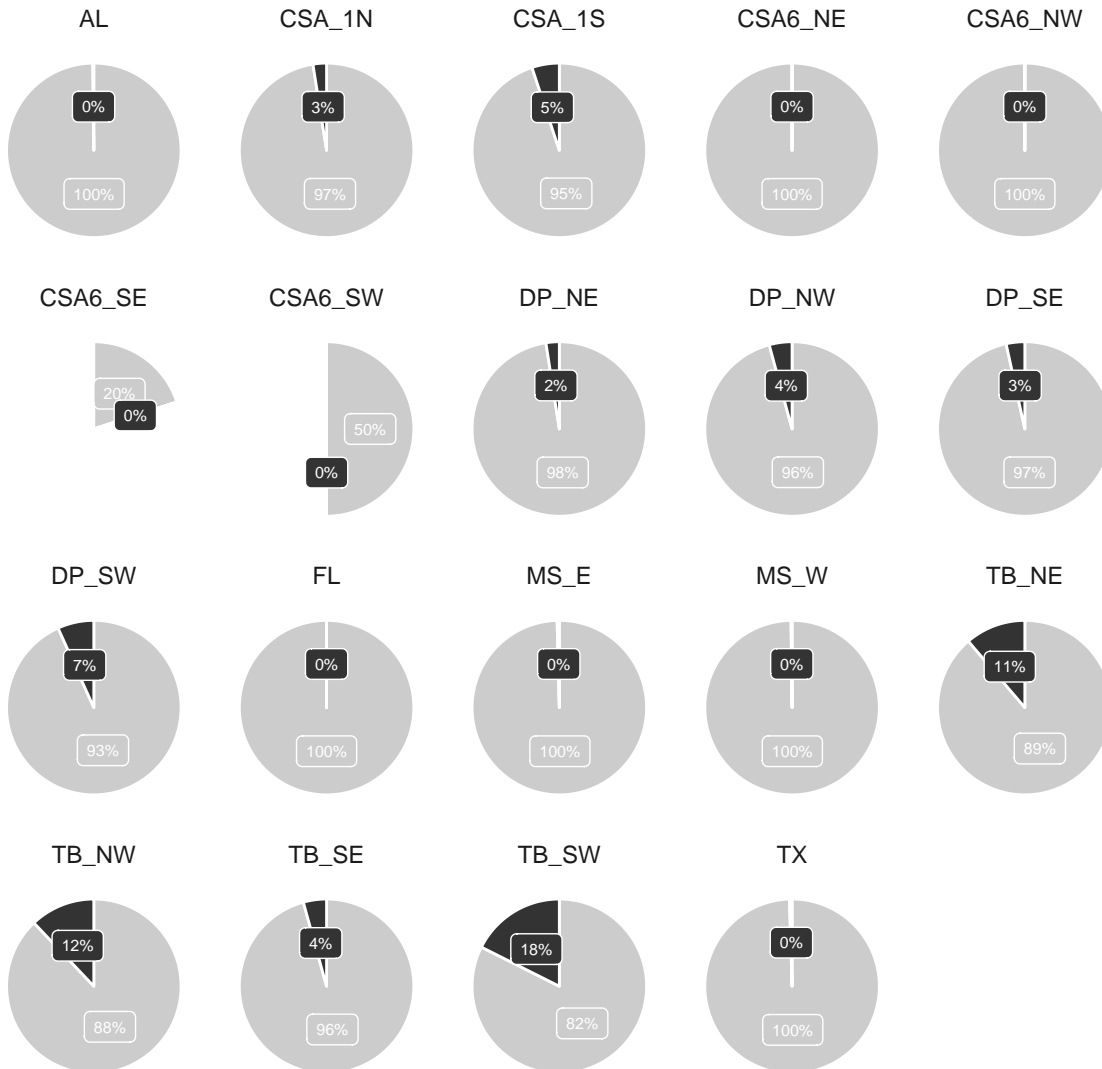 AL CSA_1N CSA_1S CSA6_NE CSA6_NW
0% 3% 5% 0% 0%
100% 97% 95% 100% 100%
CSA6_SE CSA6_SW DP_NE DP_NW DP_SE
2% 4% 3%
20%
0%
50%
0%
98% 96% 97%
DP_SW FL MS_E MS_W TB_NE
7% 0% 0% 0% 11%
93% 100% 100% 100% 89%
TB_NW TB_SE TB_SW TX
12% 4% 18% 0%
88% 96% 82% 100%